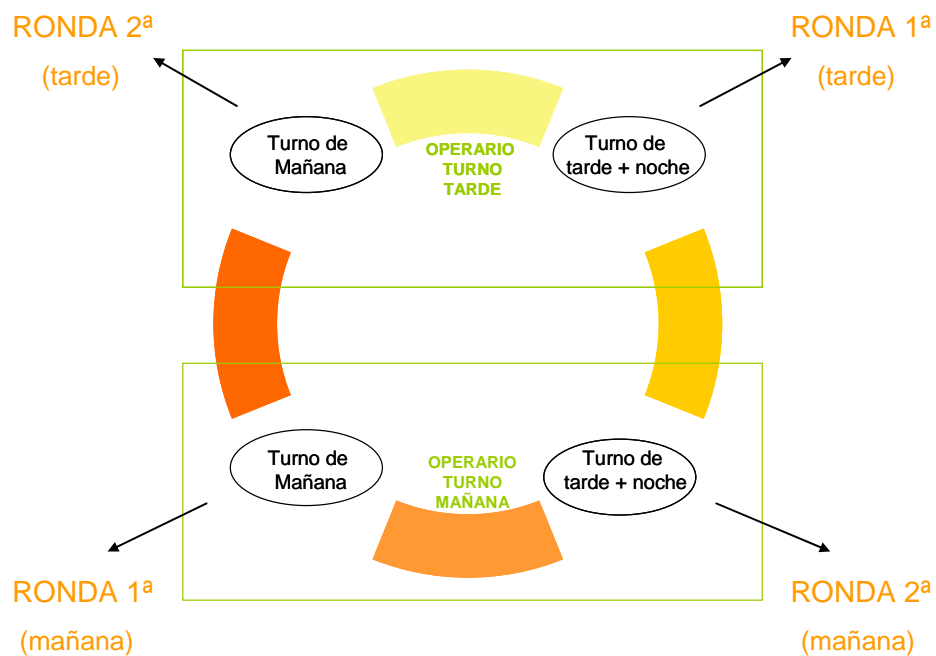 RONDA 2ª
(tarde)
RONDA 1ª
(tarde)
Turno de
Mañana
OPERARIO
TURNO
TARDE
Turno de
tarde + noche
Turno de
Mañana
OPERARIO
TURNO
MAÑANA
Turno de
tarde + noche
RONDA 1ª
(mañana)
RONDA 2ª
(mañana)